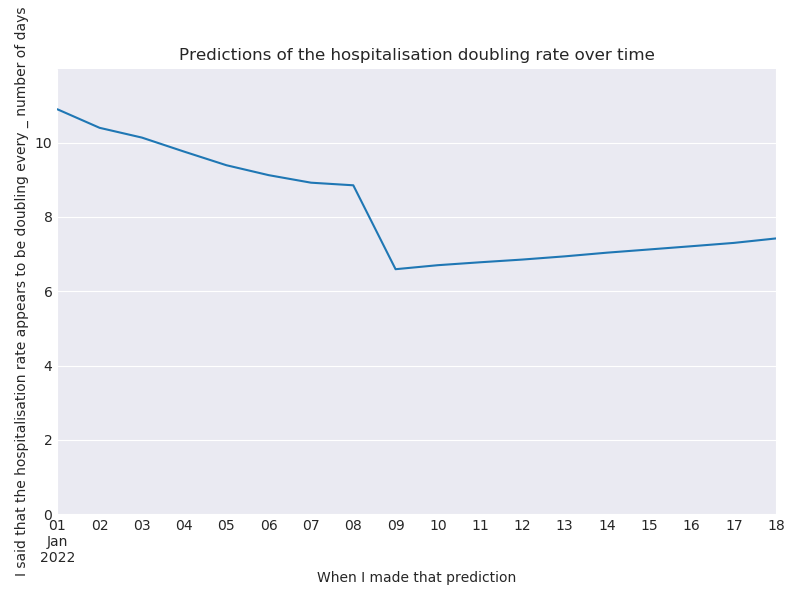 Predictions of the hospitalisation doubling rate over time
I said that the hospitalisation rate appears to be doubling every _ number of days
10
8
6
4
2
0
01 02 03 04 05 06 07 08 09 10 11 12 13 14 15 16 17 18
Jan
2022
When I made that prediction